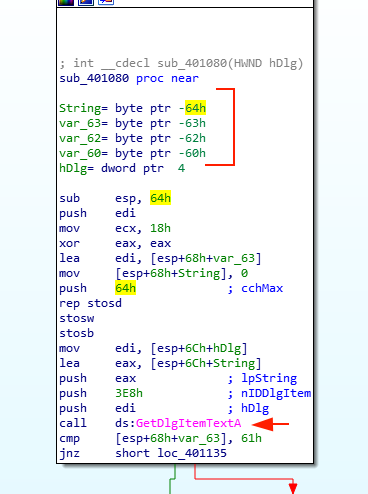 ; int __cdecl sub_401080(HWND hDlg)
sub_401080 proc near
String= byte ptr -64h
var_63= byte ptr -63h
var_62= byte ptr -62h
var_60= byte ptr -60h
hDlg= dword ptr  4
sub     esp, 64h
push    edi
mov     ecx, 18h
xor     eax, eax
lea     edi, [esp+68h+var_63]
mov     [esp+68h+String], 0
push    64h             ; cchMax
rep stosd
stosw
stosb
mov     edi, [esp+6Ch+hDlg]
lea     eax, [esp+6Ch+String]
push    eax             ; lpString
push    3E8h            ; nIDDlgItem
push    edi             ; hDlg
call    ds:GetDlgItemTextA
cmp     [esp+68h+var_63], 61h
jnz     short loc_401135